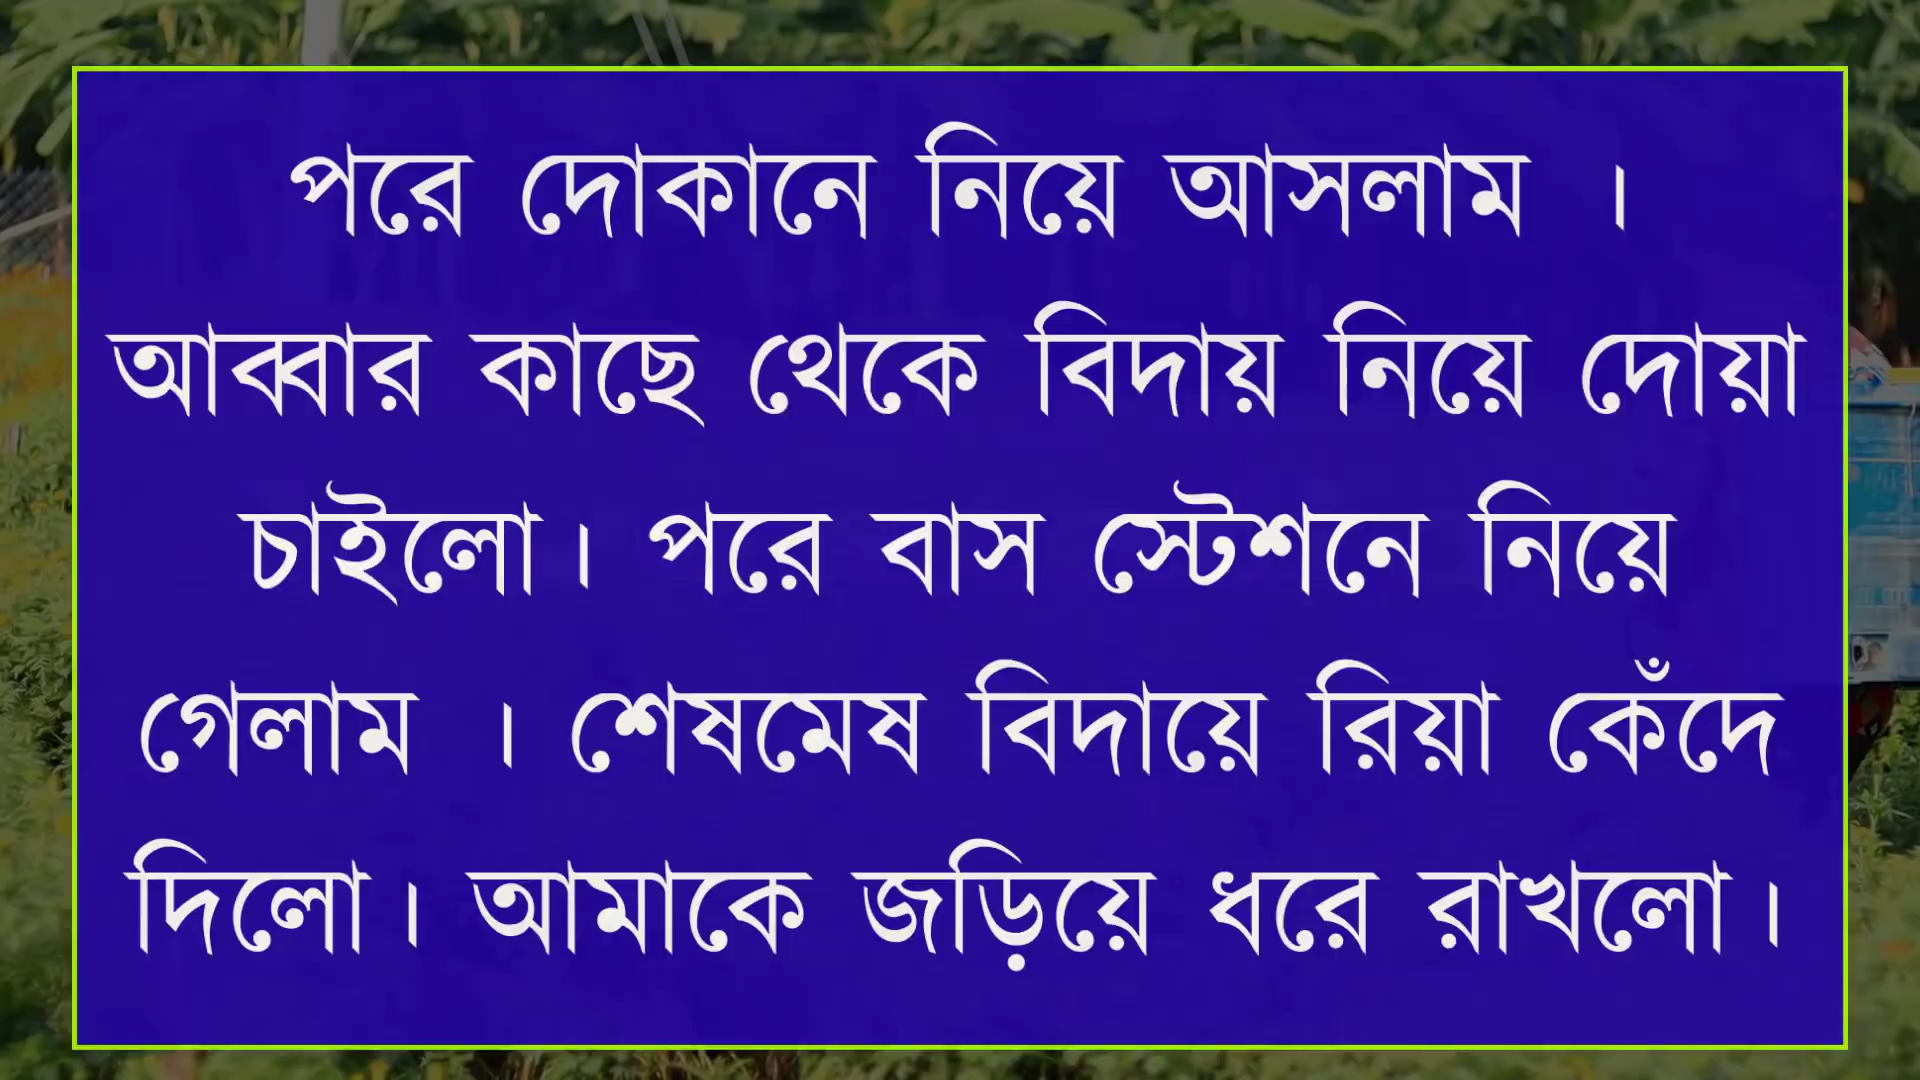 পরে দোকানে নিয়ে আসলাম ।
আব্বার কাছে থেকে বিদায় নিয়ে দোয়া
চাইলো। পরে বাস স্টেশনে নিয়ে
গেলাম । শেষমেষ বিদায়ে রিয়া কেঁদে
দিলো। আমাকে জড়িয়ে ধরে রাখলো।